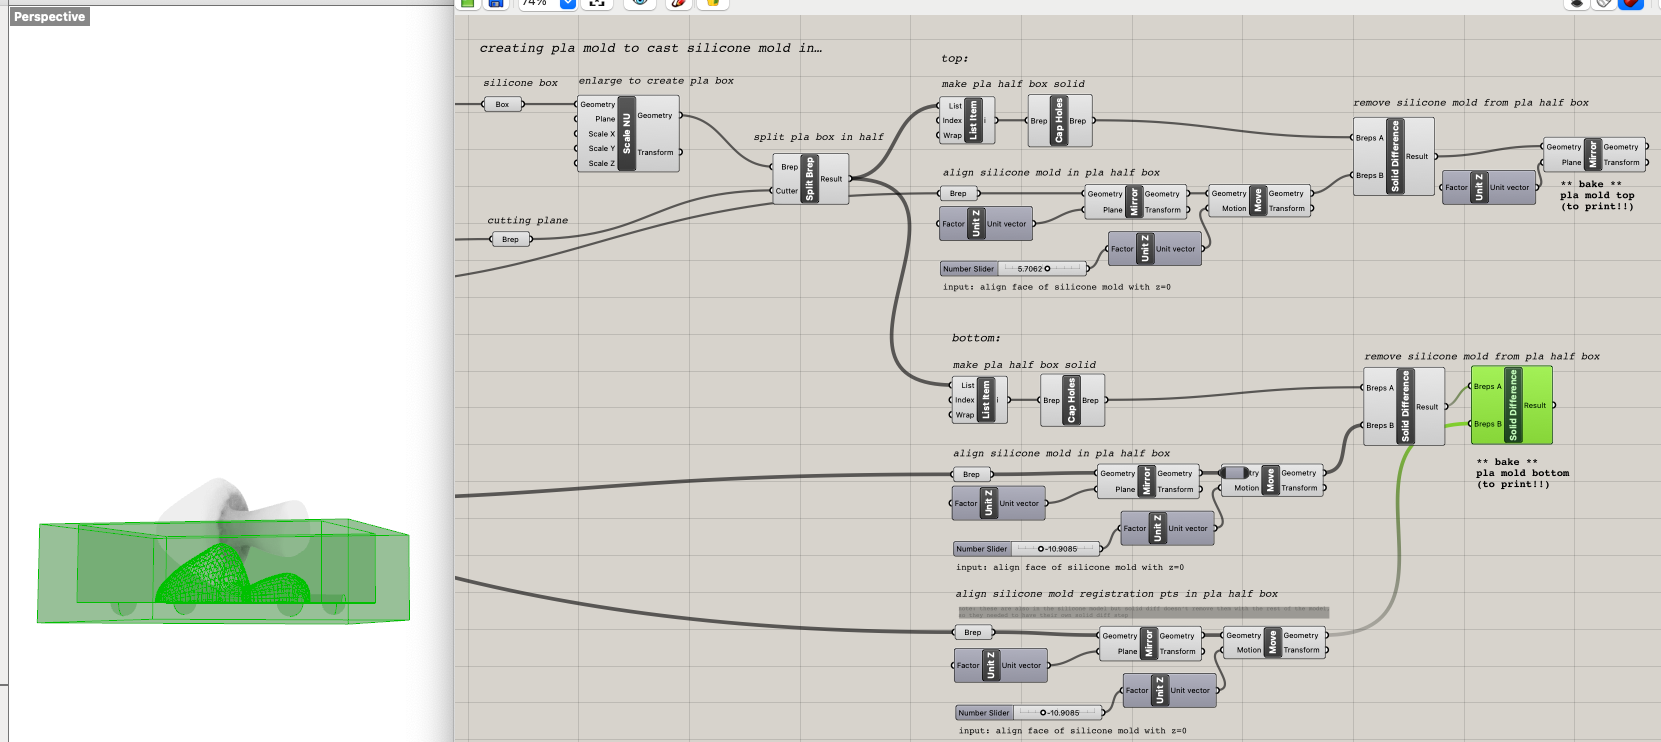 Perspective
74%
creating pla mold to cast silicone mold in…
silicone box
Box
enlarge to create pla box
Geometry
Plane
Scale X
Scale Y
Scale Z
Scale NU
Geometry
Transform
split pla box in half
Brep
Cutter
Split Brep
Result
cutting plane
Brep
top:
make pla half box solid
List
Index
Wrap
List Item
i
Brep
Cap Holes
Brep
align silicone mold in pla half box
Brep
Geometry
Plane
Mirror
Geometry
Transform
Geometry
Motion
Move
Geometry
Transform
Factor
Unit Z
Unit vector
Factor
Unit Z
Unit vector
Number Slider
5.7062
input: align face of silicone mold with z=0
remove silicone mold from pla half box
Breps A
Breps B
Solid Difference
Result
Geometry
Plane
Mirror
Geometry
Transform
Factor
Unit Z
Unit vector
** bake **
pla mold top
(to print!!)
bottom:
make pla half box solid
List
Index
Wrap
List Item
i
Brep
Cap Holes
Brep
remove silicone mold from pla half box
Breps A
Breps B
Solid Difference
Result
Breps A
Breps B
Solid Difference
Result
** bake **
pla mold bottom
(to print!!)
align silicone mold in pla half box
Brep
Geometry
Plane
Mirror
Geometry
Transform
try
Motion
Move
Geometry
Transform
Factor
Unit Z
Unit vector
Factor
Unit Z
Unit vector
Number Slider
-10.9085
input: align face of silicone mold with z=0
align silicone mold registration pts in pla half box
Brep
Geometry
Plane
Mirror
Geometry
Transform
Geometry
Motion
Move
Geometry
Transform
Factor
Unit Z
Unit vector
Factor
Unit Z
Unit vector
Number Slider
-10.9085
input: align face of silicone mold with z=0